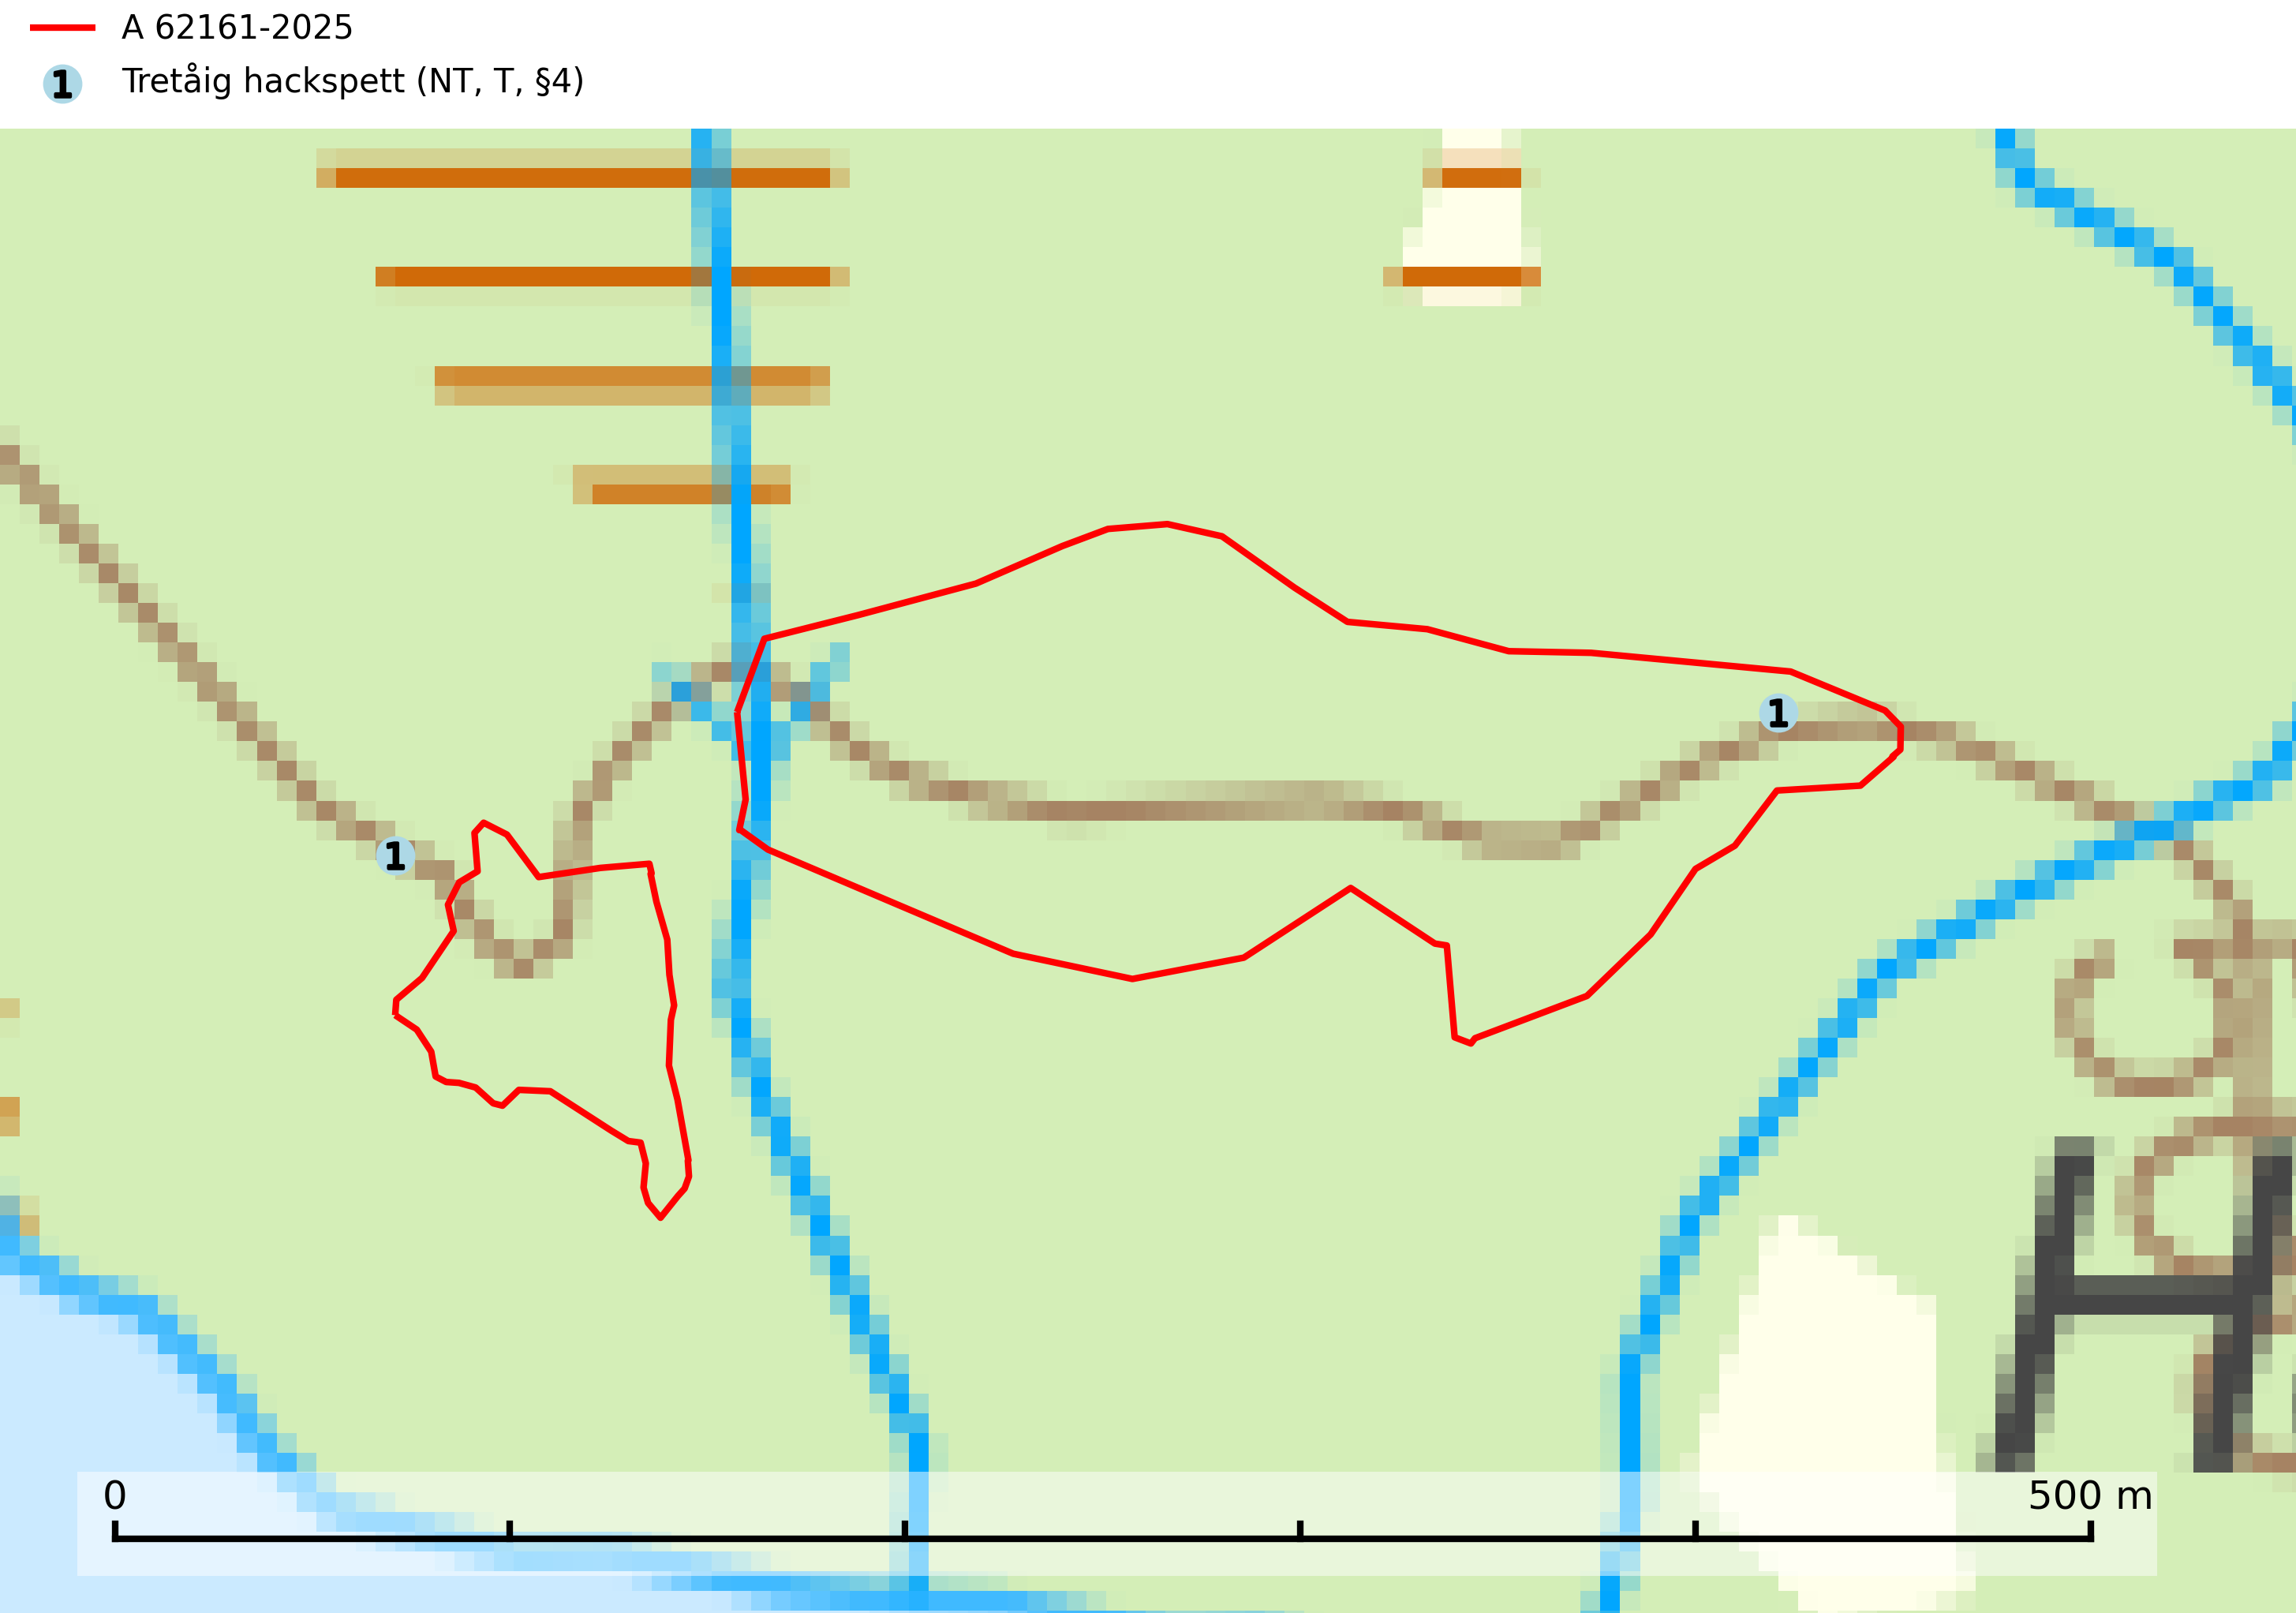 A 62161-2025
1 Tretåig hackspett (NT, T, §4)
1
1
0 500 m